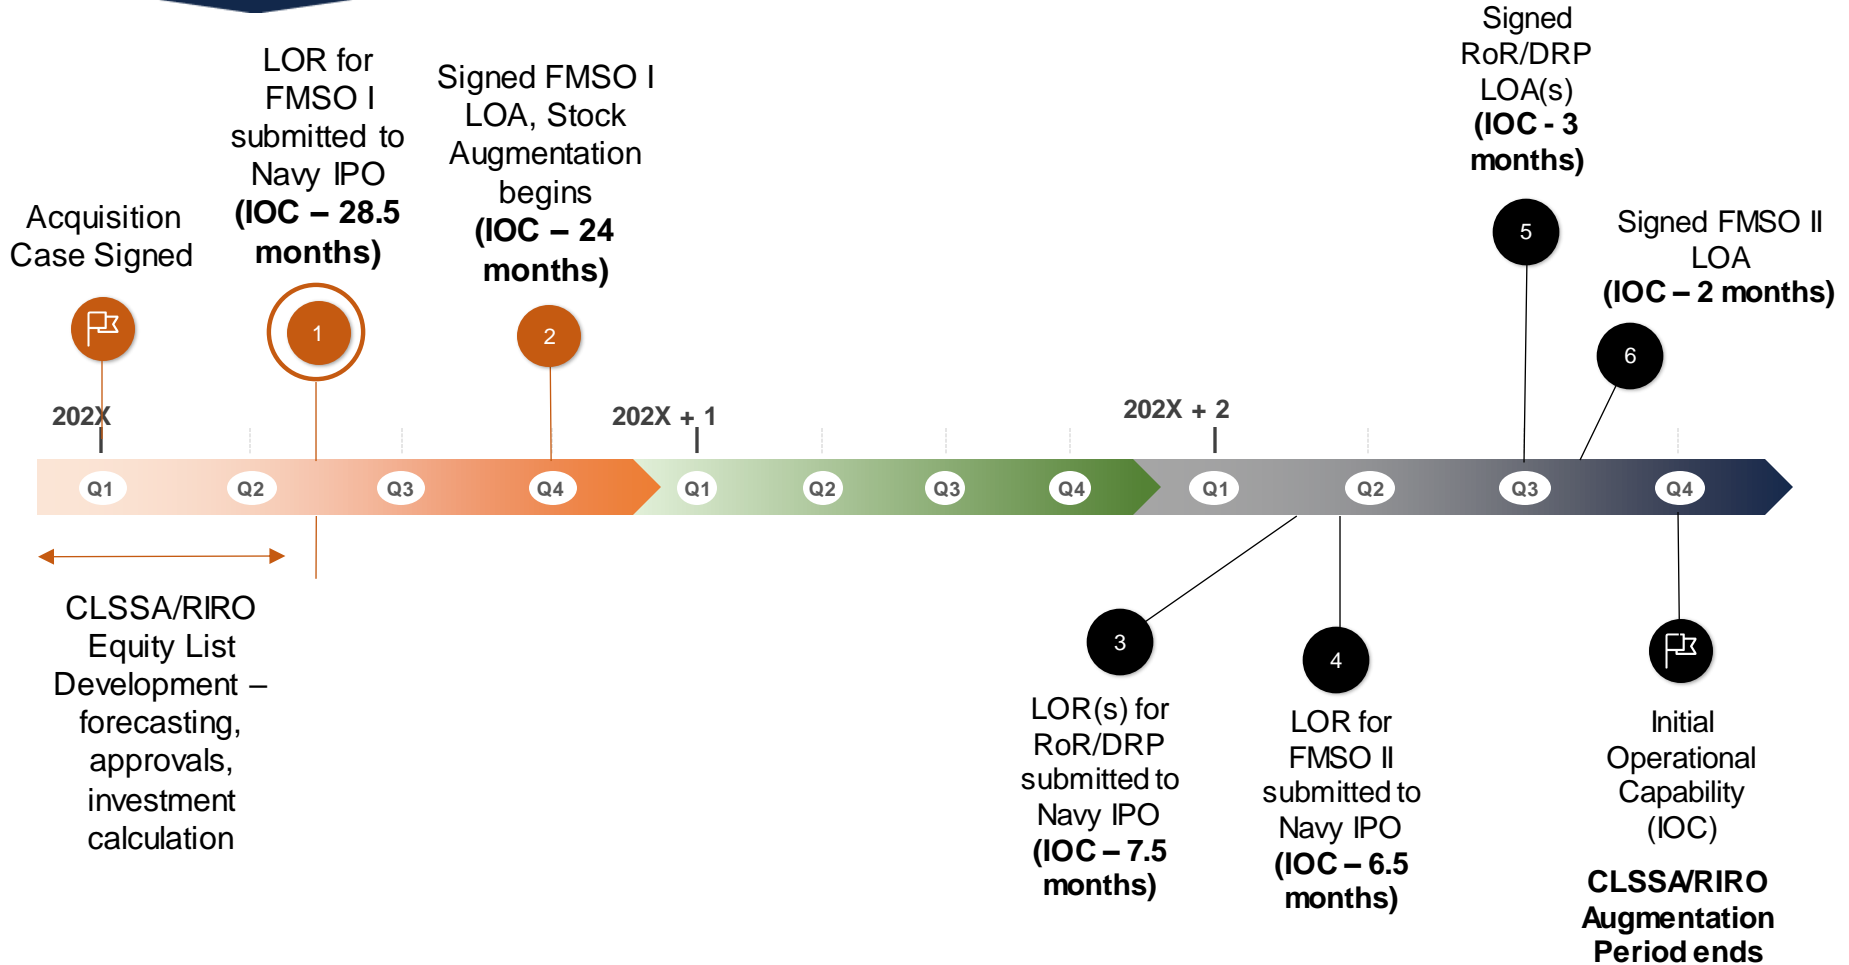 Acquisition
Case Signed
LOR for
FMSO I
submitted to
Navy IPO
(IOC – 28.5
months)
Signed FMSO I
LOA, Stock
Augmentation
begins
(IOC – 24
months)
Signed
RoR/DRP
LOA(s)
(IOC - 3
months)
Signed FMSO II
LOA
(IOC – 2 months)
1
2
5
6
202X
202X + 1
202X + 2
Q1
Q2
Q3
Q4
Q1
Q2
Q3
Q4
Q1
Q2
Q3
Q4
CLSSA/RIRO
Equity List
Development –
forecasting,
approvals,
investment
calculation
3
LOR(s) for
RoR/DRP
submitted to
Navy IPO
(IOC – 7.5
months)
4
LOR for
FMSO II
submitted to
Navy IPO
(IOC – 6.5
months)
Initial
Operational
Capability
(IOC)
CLSSA/RIRO
Augmentation
Period ends